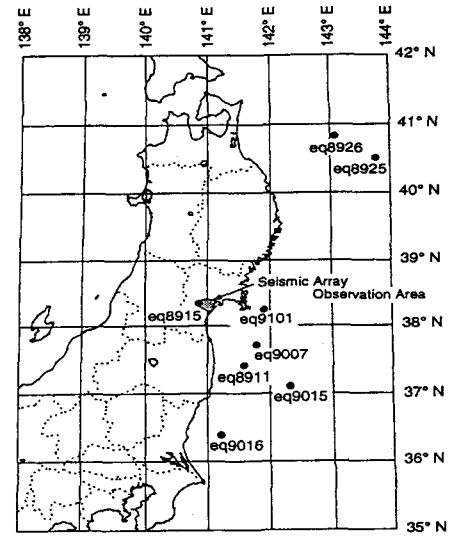 138° E 139° E 140° E 141° E 142° E 143° E 144° E
42° N
41° N
eq8926
eq8925
40° N
39° N
Seismic Array
Observation Area
eq8915
eq9101
38° N
eq9007
eq8911
37° N
eq9015
eq9016
36° N
35° N